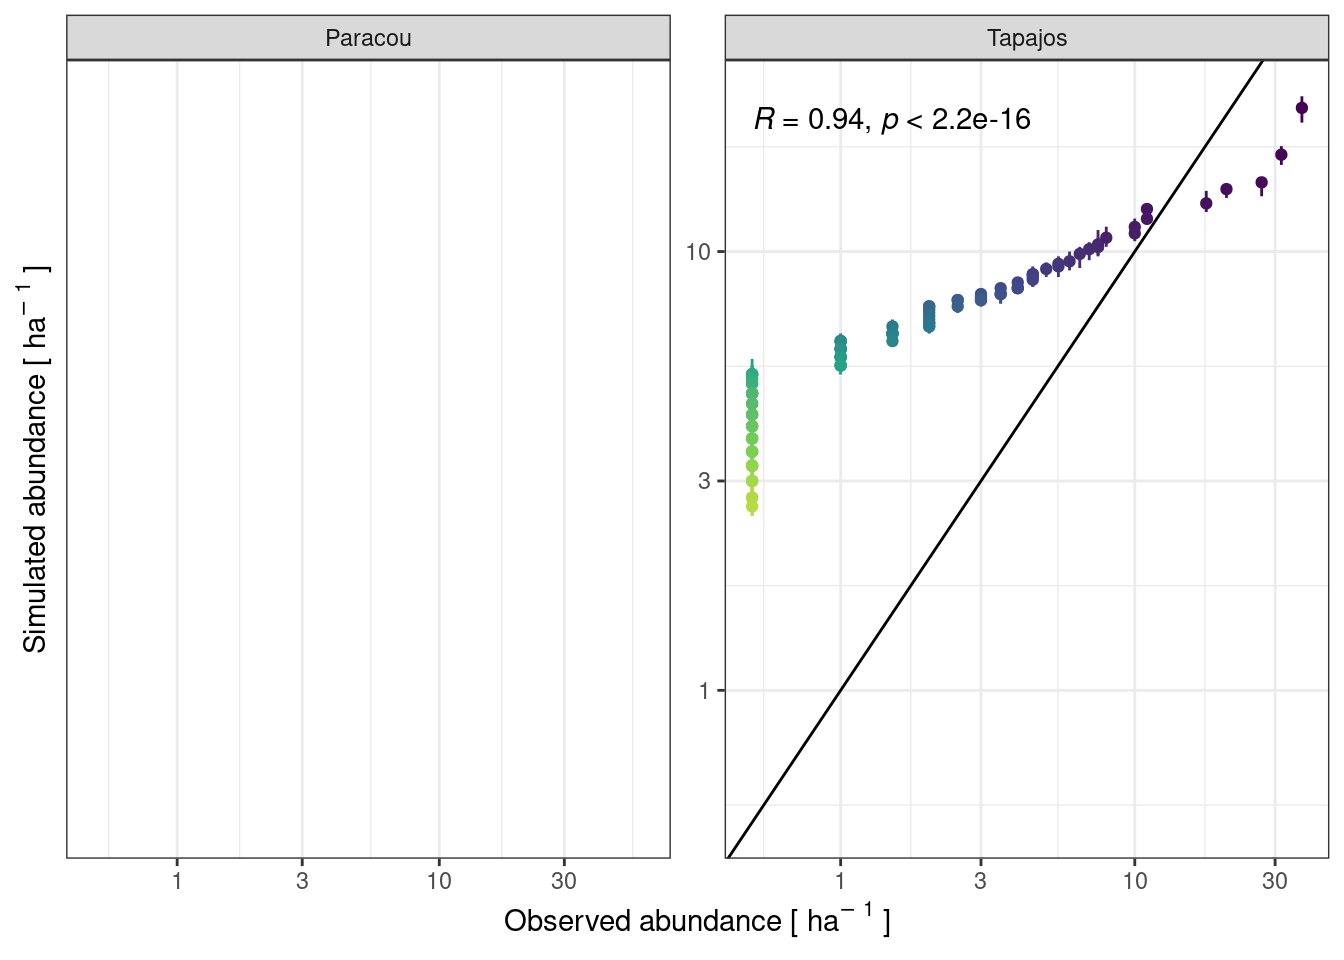 Paracou
Tapajos
R = 0.94, p < 2.2e-16
Simulated abundance [ ha⁻¹ ]
10
3
1
1 3 10 30
1 3 10 30
Observed abundance [ ha⁻¹ ]